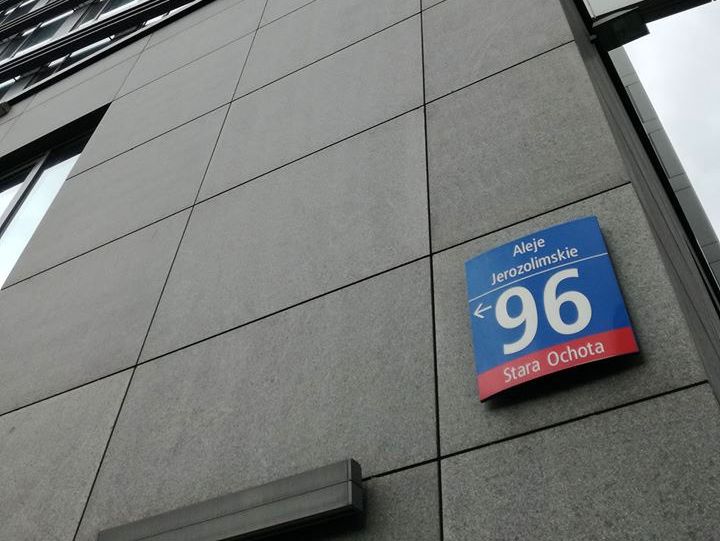 Aleje
Jerozolimskie
← 96
Stara Ochota